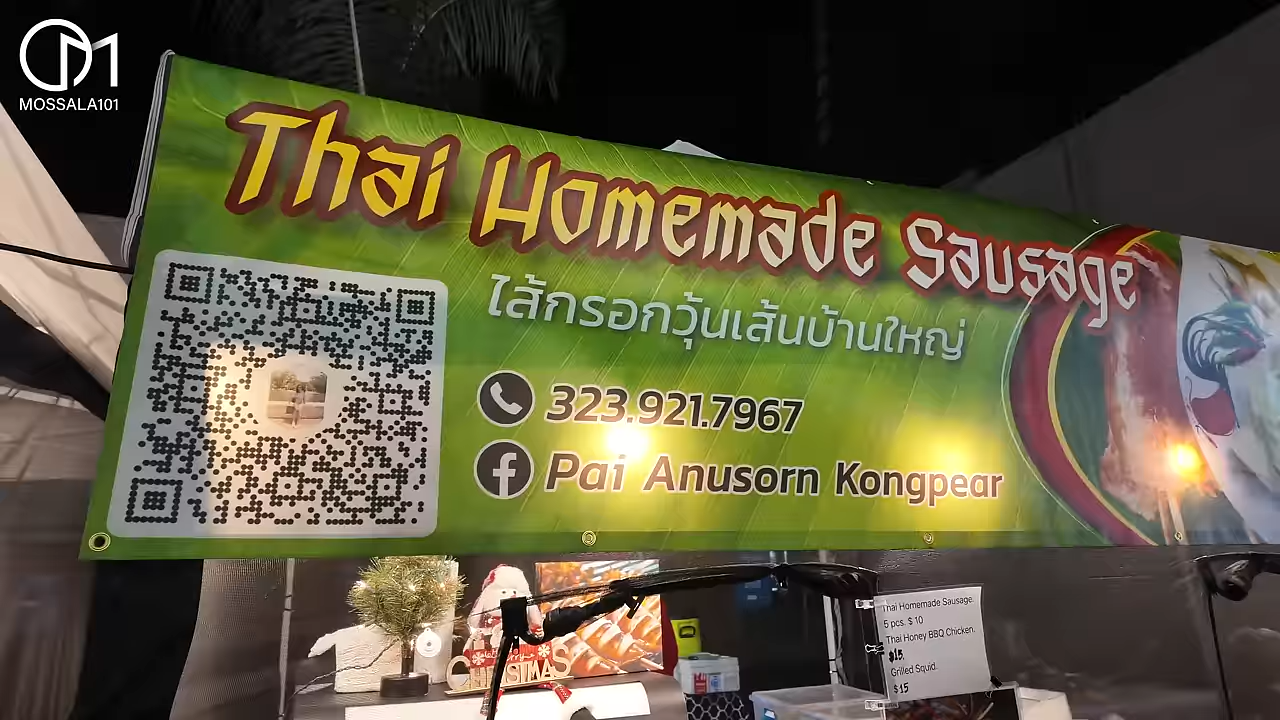 MOSSALA101
Thai Homemade Sausage
ไส้กรอกวุ้นเส้นบ้านใหญ่
323.921.7967
Pai Anusorn Kongpear
Merry
CHRISTMAS
Thai Homemade Sausage.
5 pcs. $ 10
Thai Honey BBQ Chicken.
$15.
Grilled Squid.
$15